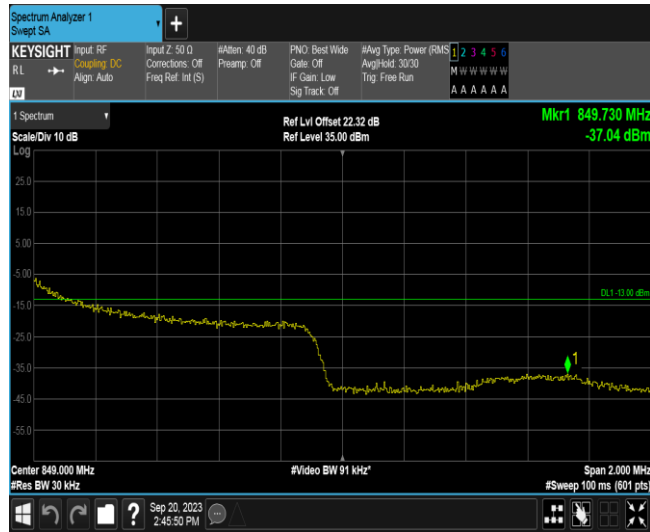 Spectrum Analyzer 1
Swept SA
+
KEYSIGHT Input: RF Input Z: 50 Ω #Atten: 40 dB PNO: Best Wide #Avg Type: Power (RMS 1 2 3 4 5 6
RL Coupling: DC Corrections: Off Preamp: Off Gate: Off Avg|Hold: 30/30 M W W W W W
Align: Auto Freq Ref: Int (S) IF Gain: Low Trig: Free Run
LXI Sig Track: Off A A A A A A
1 Spectrum Ref Lvl Offset 22.32 dB Mkr1 849.730 MHz
Scale/Div 10 dB Ref Level 35.00 dBm -37.04 dBm
Log
25.0
15.0
5.00
-5.00
DL1 -13.00 dBm
-15.0
-25.0
-35.0
1
-45.0
-55.0
Center 849.000 MHz #Video BW 91 kHz* Span 2.000 MHz
#Res BW 30 kHz #Sweep 100 ms (601 pts)
? Sep 20, 2023
2:45:50 PM